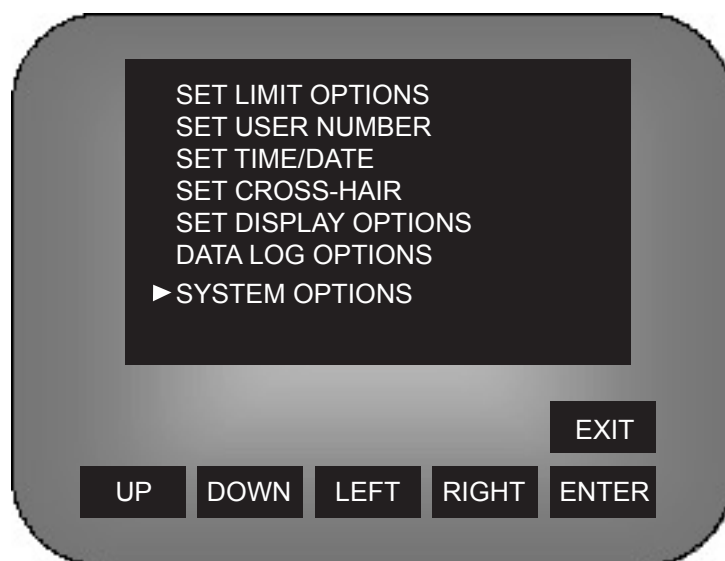 SET LIMIT OPTIONS
SET USER NUMBER
SET TIME/DATE
SET CROSS-HAIR
SET DISPLAY OPTIONS
DATA LOG OPTIONS
SYSTEM OPTIONS
EXIT
UP DOWN LEFT RIGHT ENTER